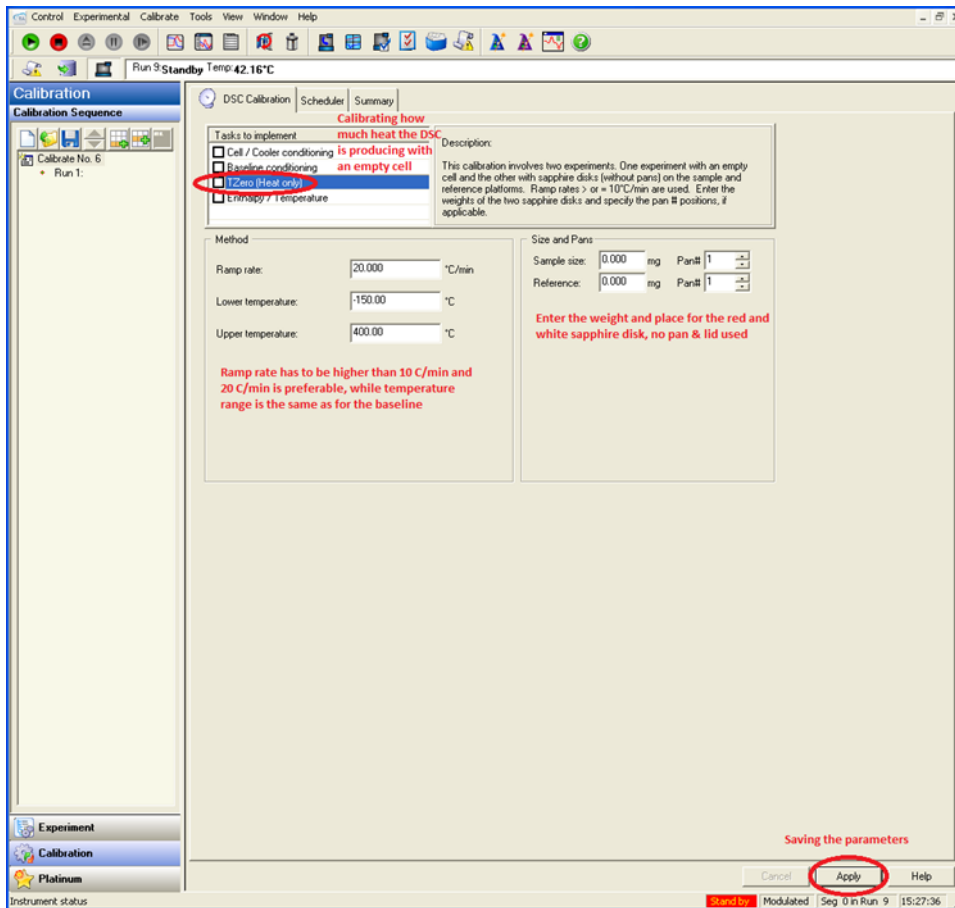 Control Experimental Calibrate Tools View Window Help
Run 9:Standby Temp:42.16°C
Calibration
Calibration Sequence
Calibrate No. 6
Run 1:
DSC Calibration Scheduler Summary
Tasks to implement
Cell / Cooler conditioning
Baseline conditioning
TZero (Heat only)
Enthalpy / Temperature
Calibrating how
much heat the DSC
is producing with
an empty cell
Description:
This calibration involves two experiments. One experiment with an empty
cell and the other with sapphire disks (without pans) on the sample and
reference platforms. Ramp rates > or = 10°C/min are used. Enter the
weights of the two sapphire disks and specify the pan # positions, if
applicable.
Method
Ramp rate: 20.000 °C/min
Lower temperature: -150.00 °C
Upper temperature: 400.00 °C
Ramp rate has to be higher than 10 C/min and
20 C/min is preferable, while temperature
range is the same as for the baseline
Size and Pans
Sample size: 0.000 mg Pan# 1
Reference: 0.000 mg Pan# 1
Enter the weight and place for the red and
white sapphire disk, no pan & lid used
Experiment
Calibration
Platinum
Saving the parameters
Cancel Apply Help
Instrument status
Stand by Modulated Seg 0 in Run 9 15:27:36